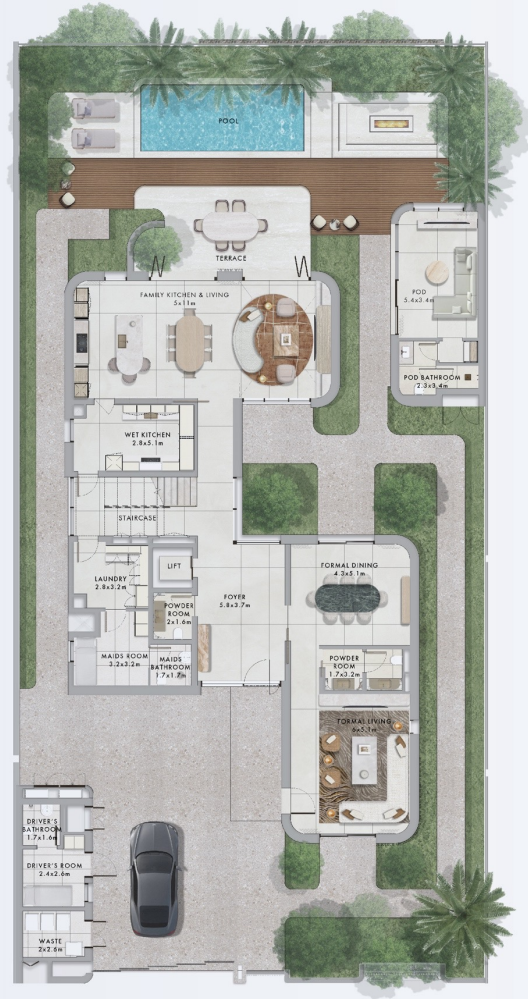 POOL
TERRACE
FAMILY KITCHEN & LIVING
5x11m
POD
5.4x3.4m
POD BATHROOM
2.3x3.4m
WET KITCHEN
2.8x5.1m
STAIRCASE
LIFT
LAUNDRY
2.8x3.2m
FOYER
5.8x3.7m
FORMAL DINING
4.3x5.1m
POWDER
ROOM
2x1.6m
MAIDS ROOM
3.2x3.2m
MAIDS
BATHROOM
1.7x1.7m
POWDER
ROOM
1.7x3.2m
FORMAL LIVING
6x5.1m
DRIVER'S
BATHROOM
1.7x1.6m
DRIVER'S ROOM
2.4x2.6m
WASTE
2x2.6m